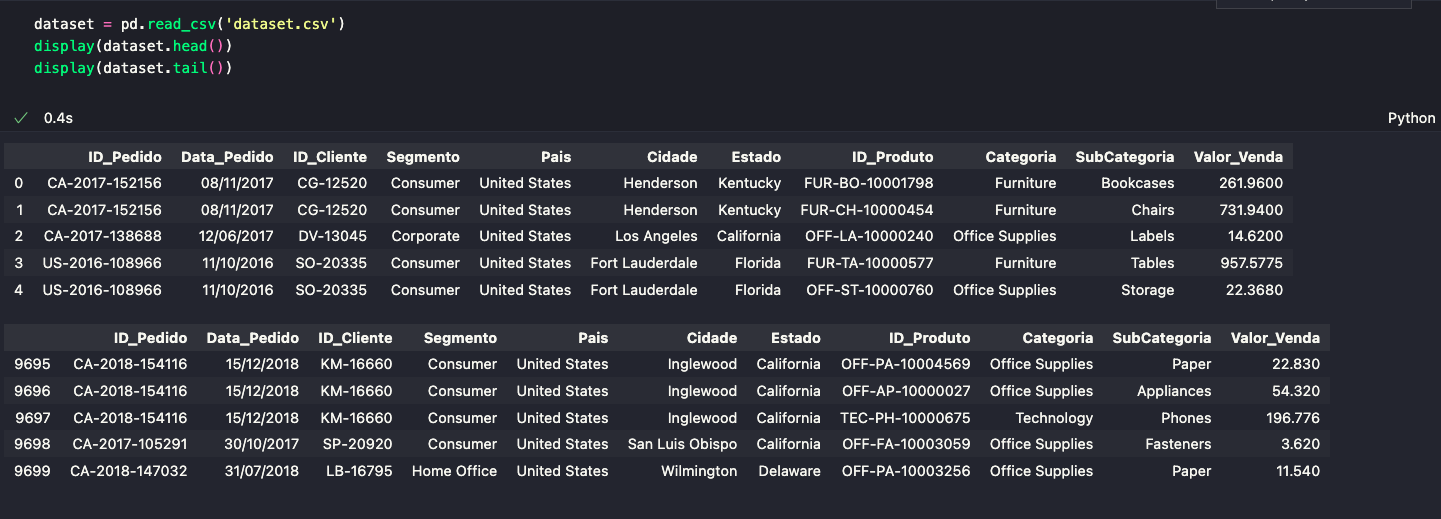 dataset = pd.read_csv('dataset.csv')
display(dataset.head())
display(dataset.tail())
0.4s
Python
ID_Pedido Data_Pedido ID_Cliente Segmento Pais Cidade Estado ID_Produto Categoria SubCategoria Valor_Venda
0 CA-2017-152156 08/11/2017 CG-12520 Consumer United States Henderson Kentucky FUR-BO-10001798 Furniture Bookcases 261.9600
1 CA-2017-152156 08/11/2017 CG-12520 Consumer United States Henderson Kentucky FUR-CH-10000454 Furniture Chairs 731.9400
2 CA-2017-138688 12/06/2017 DV-13045 Corporate United States Los Angeles California OFF-LA-10000240 Office Supplies Labels 14.6200
3 US-2016-108966 11/10/2016 SO-20335 Consumer United States Fort Lauderdale Florida FUR-TA-10000577 Furniture Tables 957.5775
4 US-2016-108966 11/10/2016 SO-20335 Consumer United States Fort Lauderdale Florida OFF-ST-10000760 Office Supplies Storage 22.3680
ID_Pedido Data_Pedido ID_Cliente Segmento Pais Cidade Estado ID_Produto Categoria SubCategoria Valor_Venda
9695 CA-2018-154116 15/12/2018 KM-16660 Consumer United States Inglewood California OFF-PA-10004569 Office Supplies Paper 22.830
9696 CA-2018-154116 15/12/2018 KM-16660 Consumer United States Inglewood California OFF-AP-10000027 Office Supplies Appliances 54.320
9697 CA-2018-154116 15/12/2018 KM-16660 Consumer United States Inglewood California TEC-PH-10000675 Technology Phones 196.776
9698 CA-2017-105291 30/10/2017 SP-20920 Consumer United States San Luis Obispo California OFF-FA-10003059 Office Supplies Fasteners 3.620
9699 CA-2018-147032 31/07/2018 LB-16795 Home Office United States Wilmington Delaware OFF-PA-10003256 Office Supplies Paper 11.540